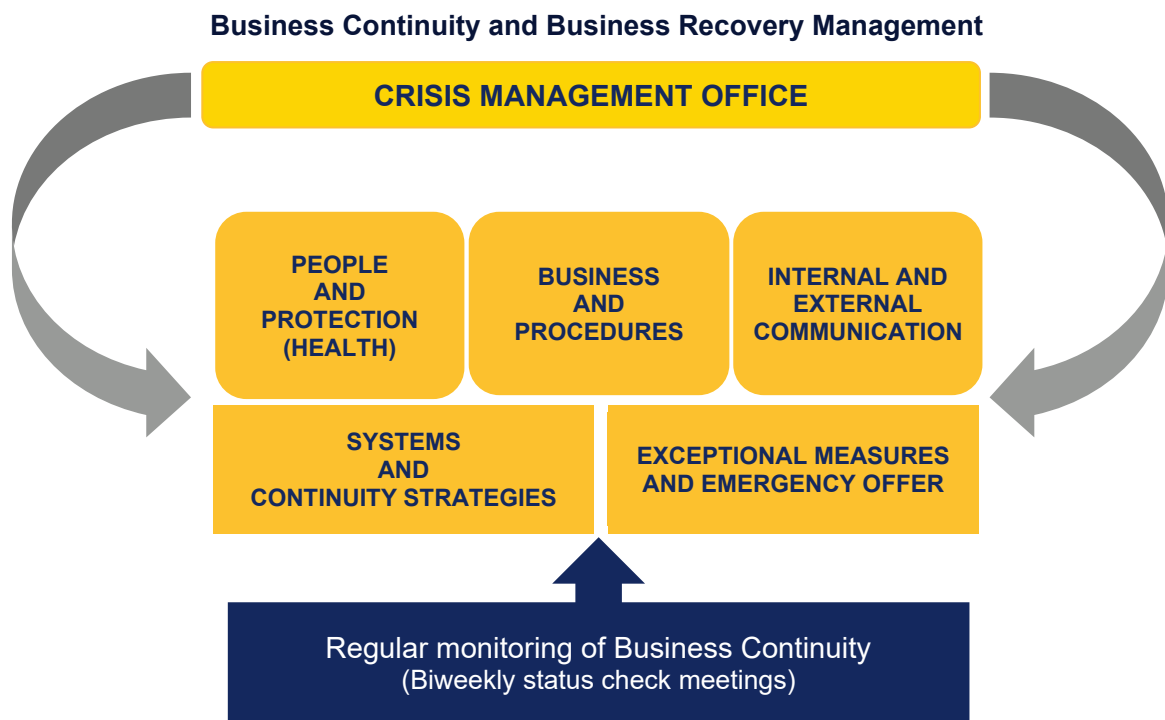 Business Continuity and Business Recovery Management
CRISIS MANAGEMENT OFFICE
PEOPLE
AND
PROTECTION
(HEALTH)
BUSINESS
AND
PROCEDURES
INTERNAL AND
EXTERNAL
COMMUNICATION
SYSTEMS
AND
CONTINUITY STRATEGIES
EXCEPTIONAL MEASURES
AND EMERGENCY OFFER
Regular monitoring of Business Continuity
(Biweekly status check meetings)